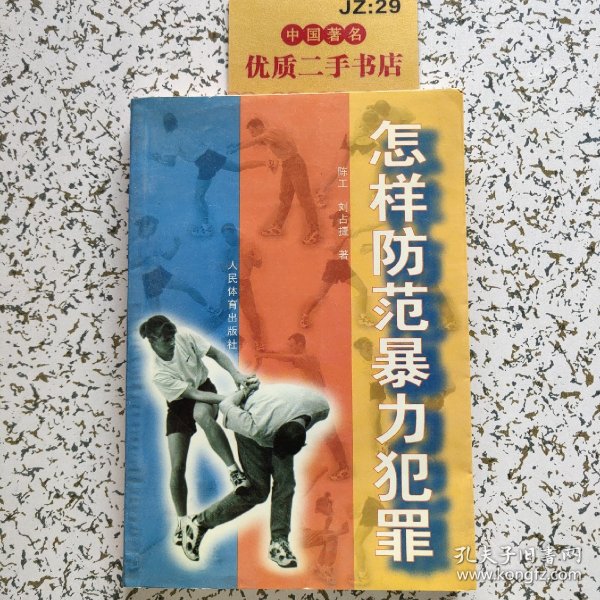 JZ:29
中国著名
优质二手书店
怎样防范暴力犯罪
陈工 刘占捷 著
人民体育出版社
孔夫子旧书网
www.kongfz.com